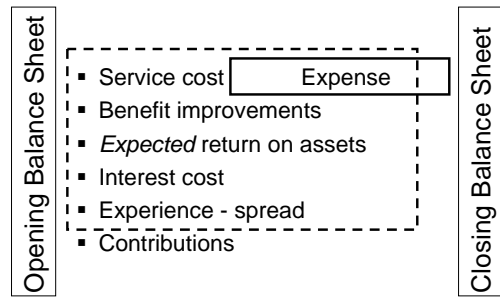 Opening Balance Sheet
▪ Service cost
Expense
▪ Benefit improvements
▪ Expected return on assets
▪ Interest cost
▪ Experience - spread
▪ Contributions
Closing Balance Sheet